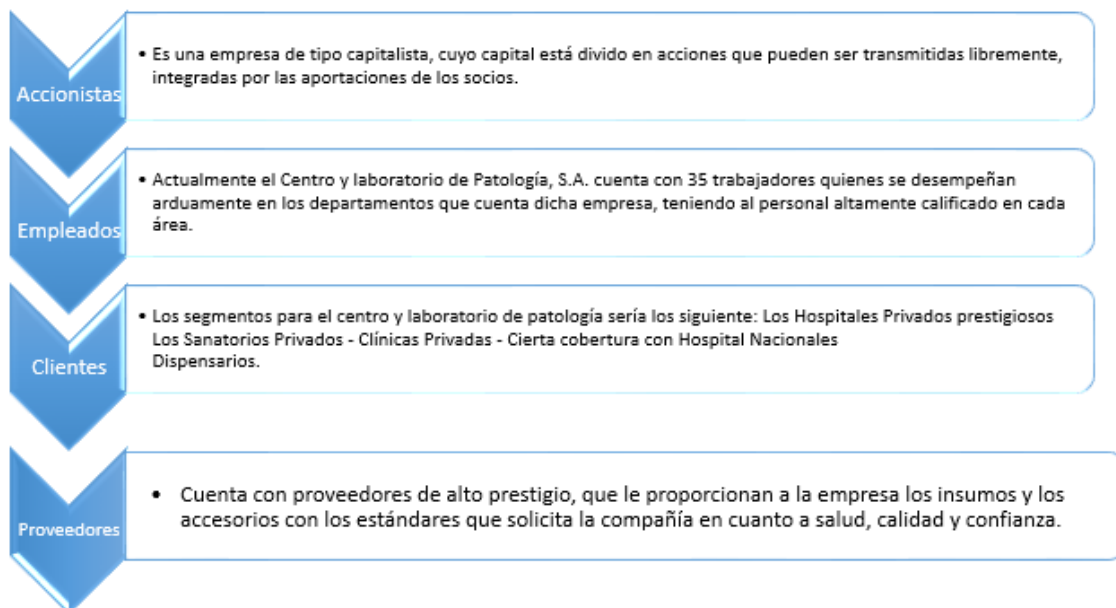 Accionistas
• Es una empresa de tipo capitalista, cuyo capital está divido en acciones que pueden ser transmitidas libremente,
integradas por las aportaciones de los socios.
Empleados
• Actualmente el Centro y laboratorio de Patología, S.A. cuenta con 35 trabajadores quienes se desempeñan
arduamente en los departamentos que cuenta dicha empresa, teniendo al personal altamente calificado en cada
área.
Clientes
• Los segmentos para el centro y laboratorio de patología sería los siguiente: Los Hospitales Privados prestigiosos
Los Sanatorios Privados - Clínicas Privadas - Cierta cobertura con Hospital Nacionales
Dispensarios.
Proveedores
• Cuenta con proveedores de alto prestigio, que le proporcionan a la empresa los insumos y los
accesorios con los estándares que solicita la compañía en cuanto a salud, calidad y confianza.